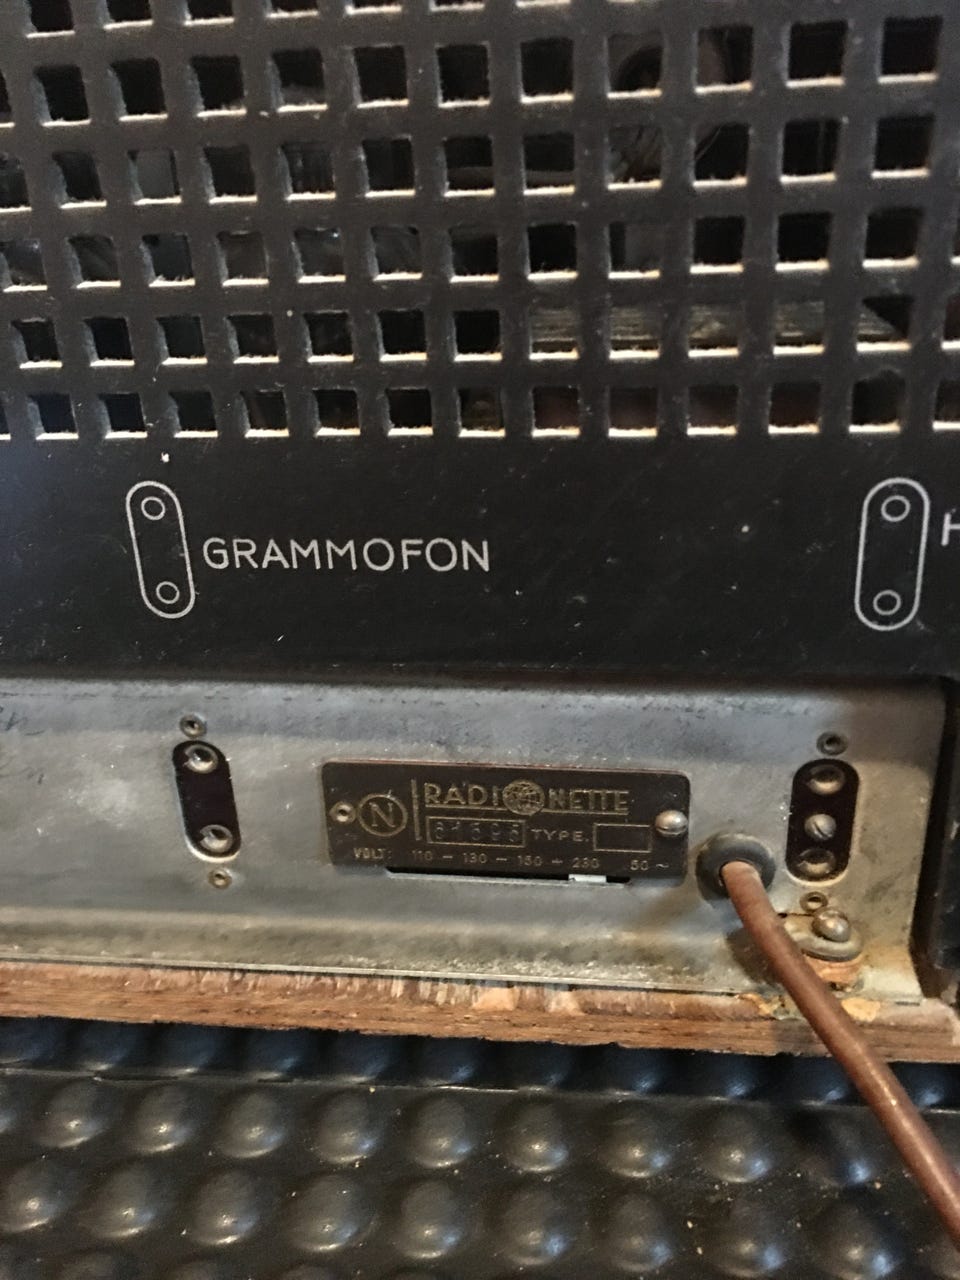 GRAMMOFON
H
N RADIONETTE
TYPE.
VOLT: 110 - 130 - 150 - 230 50~